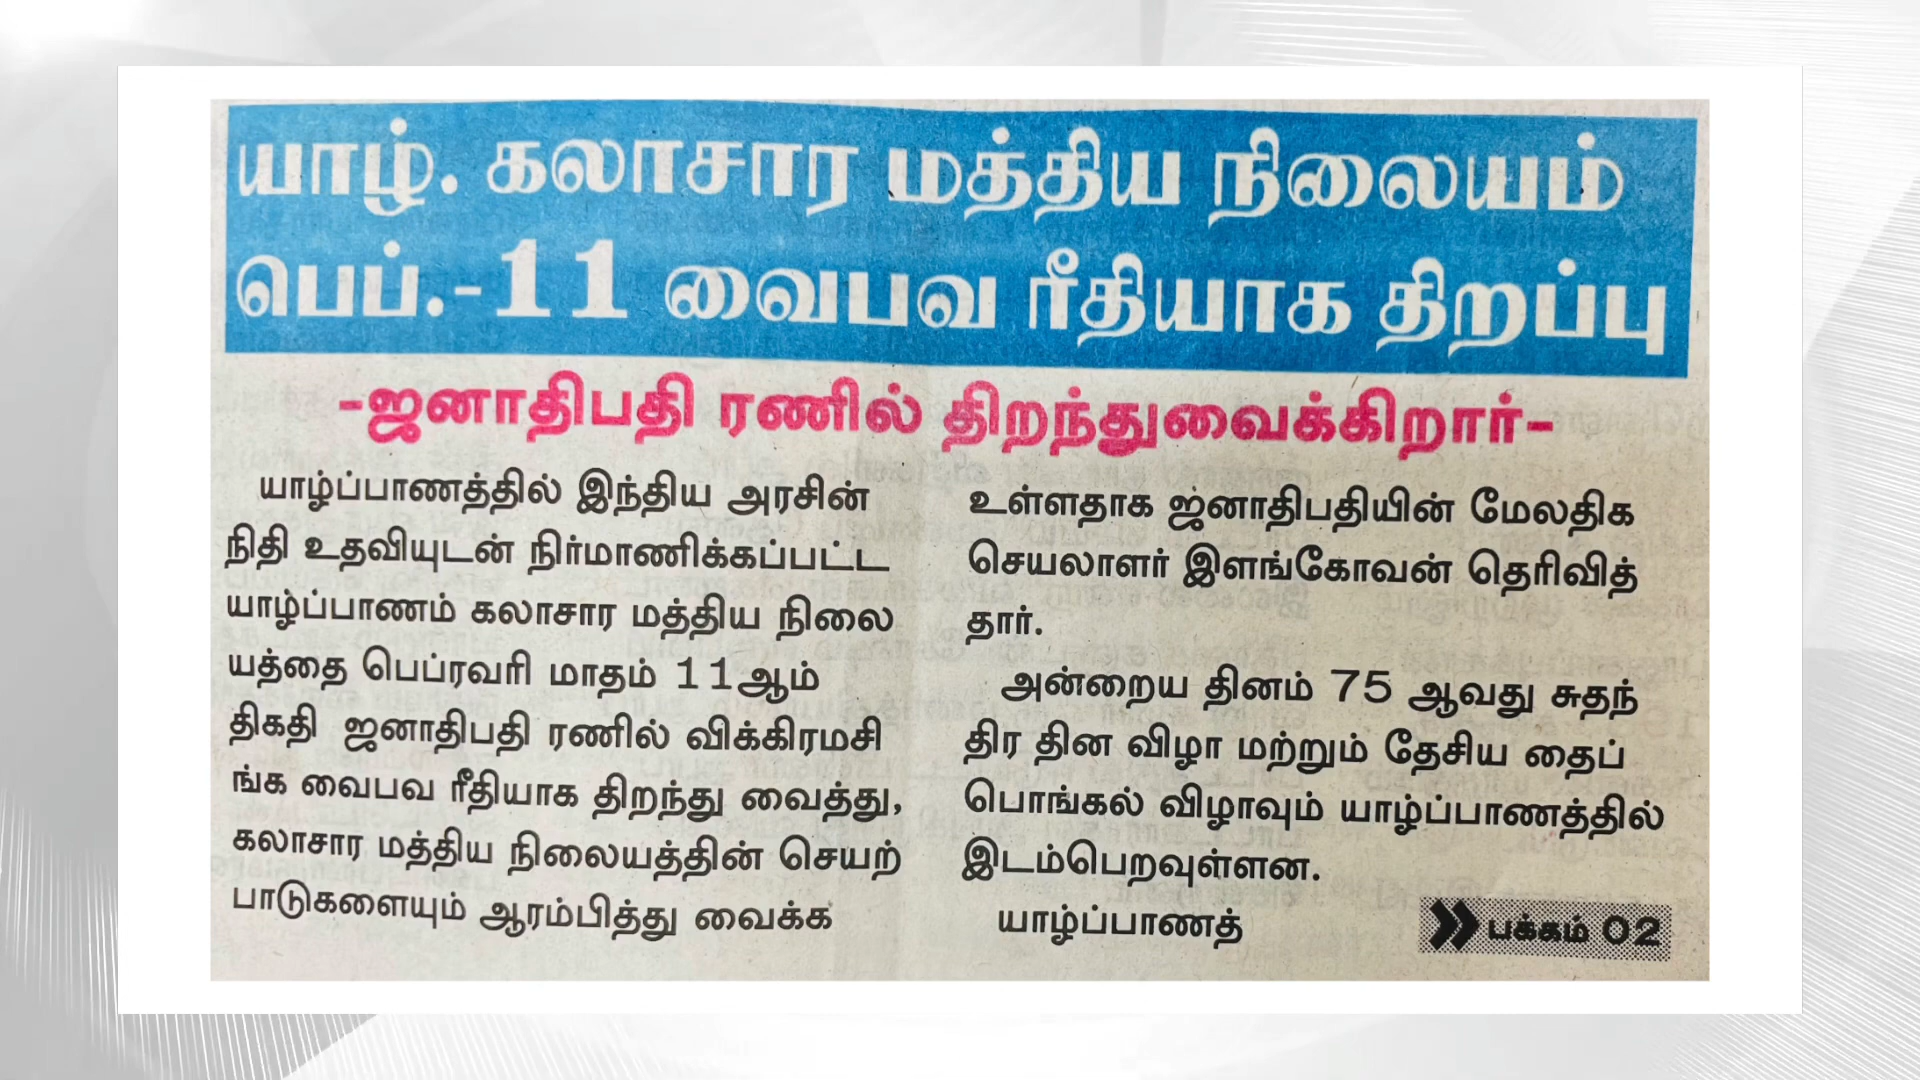 யாழ். கலாசார மத்திய நிலையம்
பெப்.-11 வைபவ ரீதியாக திறப்பு
-ஜனாதிபதி ரணில் திறந்துவைக்கிறார்-
யாழ்ப்பாணத்தில் இந்திய அரசின்
நிதி உதவியுடன் நிர்மாணிக்கப்பட்ட
யாழ்ப்பாணம் கலாசார மத்திய நிலை
யத்தை பெப்ரவரி மாதம் 11ஆம்
திகதி ஜனாதிபதி ரணில் விக்கிரமசி
ங்க வைபவ ரீதியாக திறந்து வைத்து,
கலாசார மத்திய நிலையத்தின் செயற்
பாடுகளையும் ஆரம்பித்து வைக்க
உள்ளதாக ஜனாதிபதியின் மேலதிக
செயலாளர் இளங்கோவன் தெரிவித்
தார்.
அன்றைய தினம் 75 ஆவது சுதந்
திர தின விழா மற்றும் தேசிய தைப்
பொங்கல் விழாவும் யாழ்ப்பாணத்தில்
இடம்பெறவுள்ளன.
யாழ்ப்பாணத்
பக்கம் 02